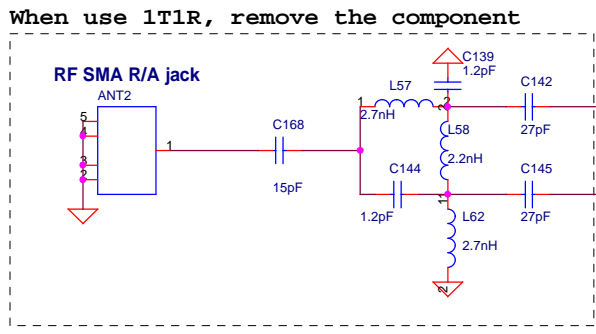 When use 1T1R, remove the component
RF SMA R/A jack
ANT2
C139
1.2pF
L57
C142
1
2
2.7nH
27pF
5
4
3
2
1
C168
15pF
L58
2
2.2nH
C144
1.2pF
C145
27pF
1
1
L62
2.7nH
2